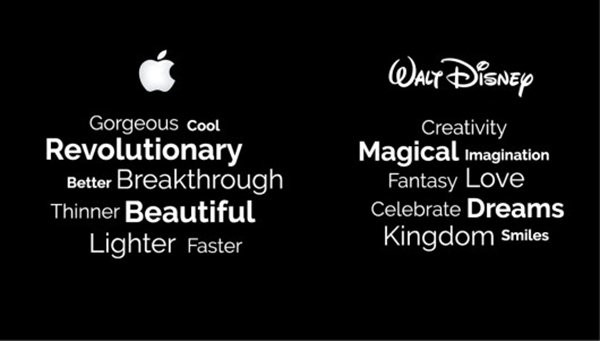 Gorgeous Cool
Revolutionary
Better Breakthrough
Thinner Beautiful
Lighter Faster
WALT DISNEY
Creativity
Magical Imagination
Fantasy Love
Celebrate Dreams
Kingdom Smiles